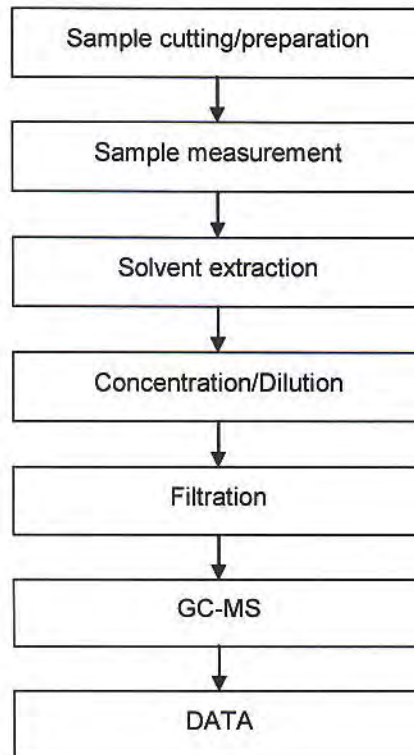 Sample cutting/preparation
Sample measurement
Solvent extraction
Concentration/Dilution
Filtration
GC-MS
DATA